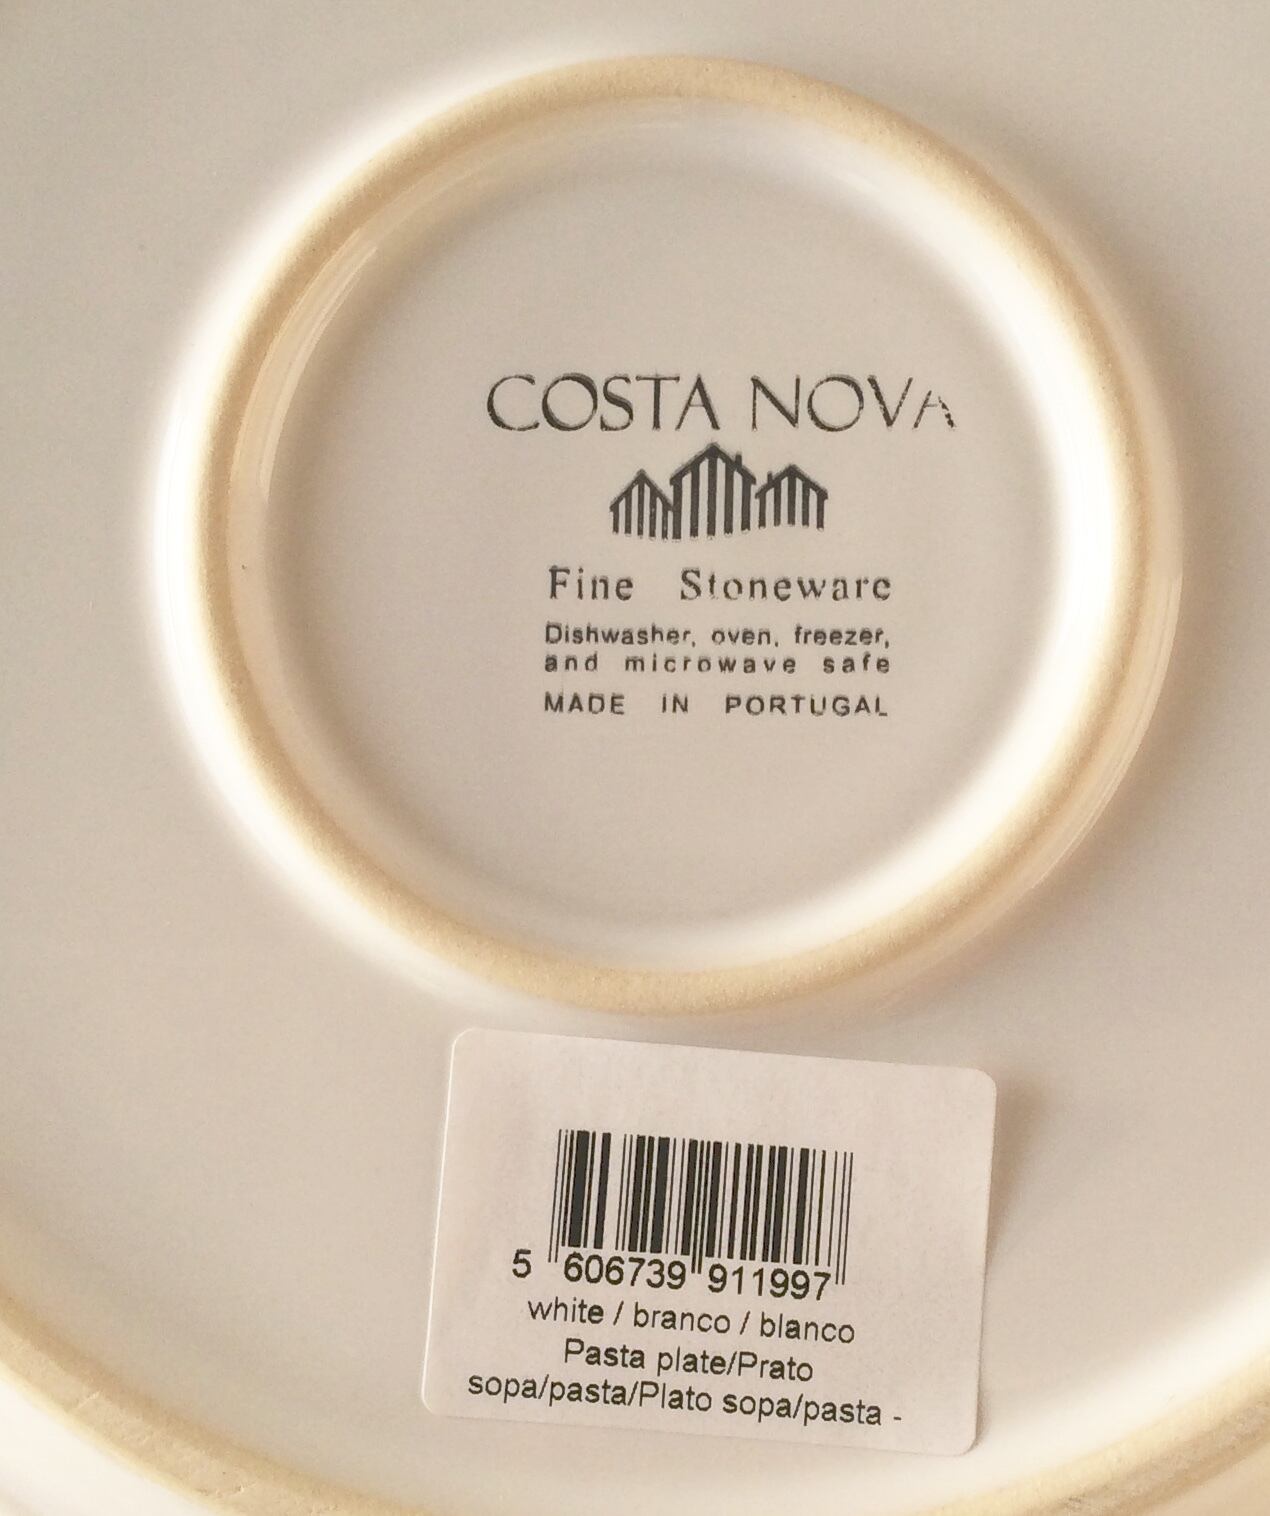 COSTA NOVA
Fine Stoneware
Dishwasher, oven, freezer,
and microwave safe
MADE IN PORTUGAL
5 606739 911997
white / branco / blanco
Pasta plate/Prato
sopa/pasta/Plato sopa/pasta -